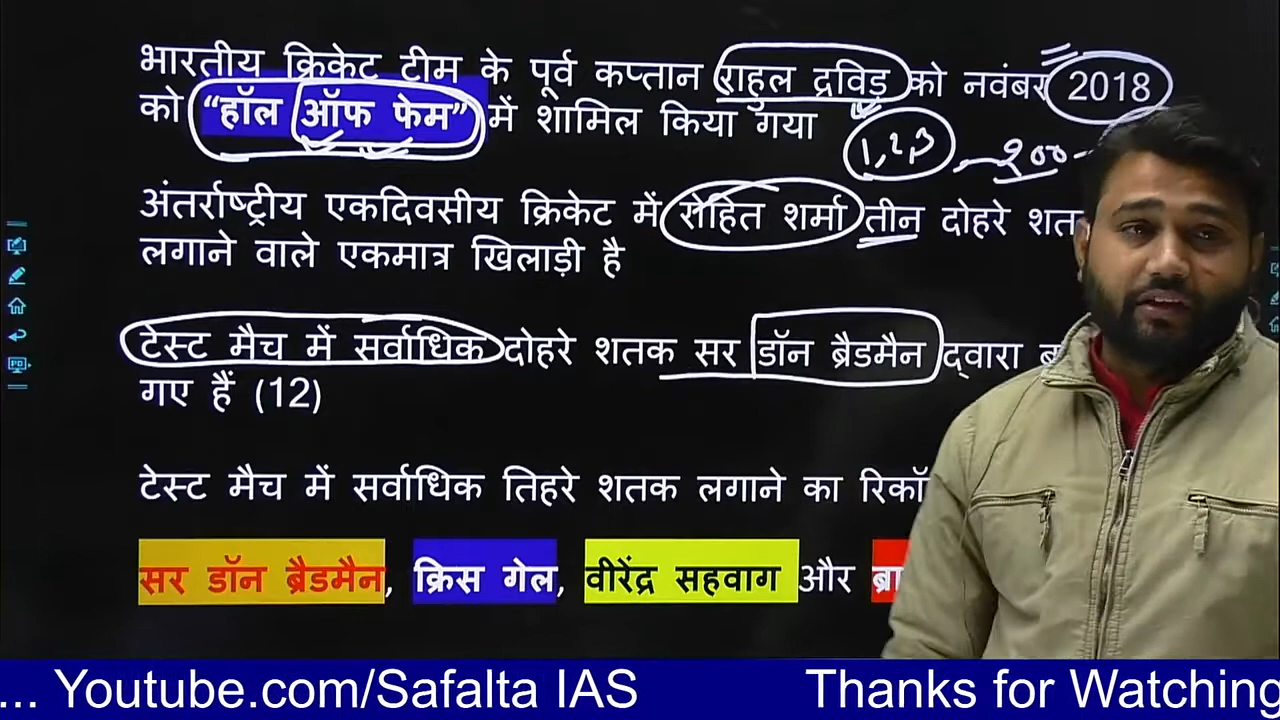 भारतीय क्रिकेट टीम के पूर्व कप्तान राहुल द्रविड़ को नवंबर 2018
को “हॉल ऑफ फेम” में शामिल किया गया
1,2,3 200
अंतर्राष्ट्रीय एकदिवसीय क्रिकेट में रोहित शर्मा तीन दोहरे शत
लगाने वाले एकमात्र खिलाड़ी है
टेस्ट मैच में सर्वाधिक दोहरे शतक सर डॉन ब्रैडमैन द्वारा ब
गए हैं (12)
टेस्ट मैच में सर्वाधिक तिहरे शतक लगाने का रिकॉ
सर डॉन ब्रैडमैन, क्रिस गेल, वीरेंद्र सहवाग और ब्रा
... Youtube.com/Safalta IAS Thanks for Watching